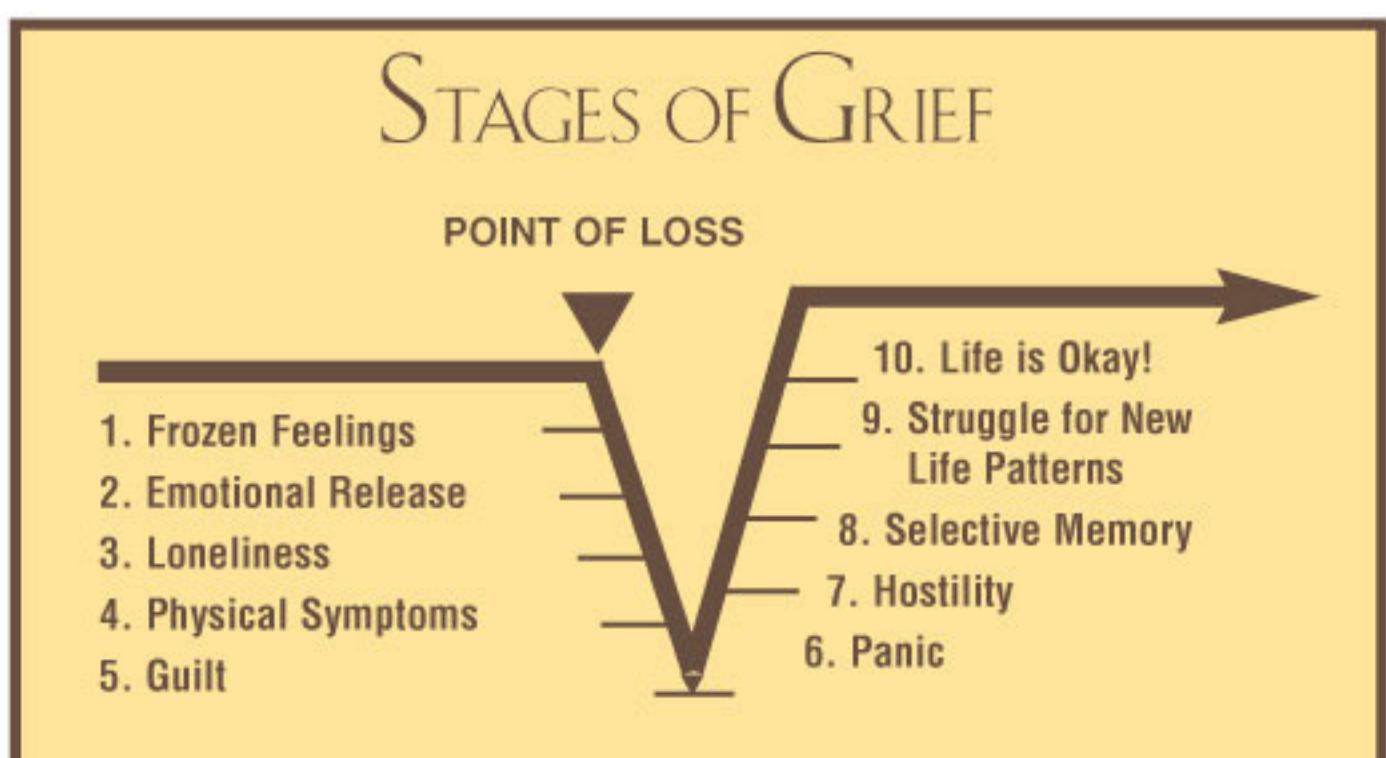 STAGES OF GRIEF
POINT OF LOSS
1. Frozen Feelings
2. Emotional Release
3. Loneliness
4. Physical Symptoms
5. Guilt
10. Life is Okay!
9. Struggle for New
Life Patterns
8. Selective Memory
7. Hostility
6. Panic